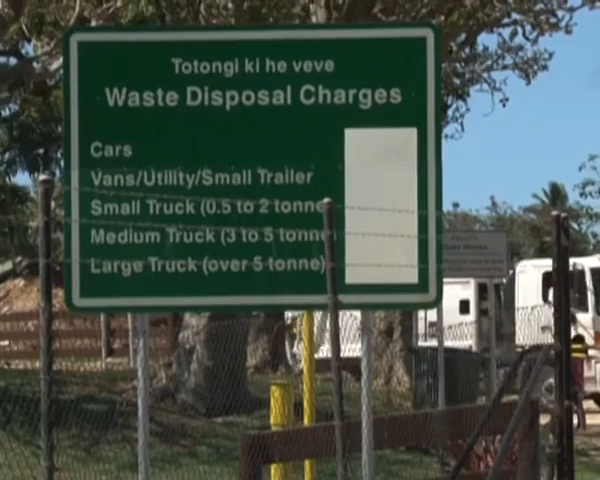 Totongi ki he veve
Waste Disposal Charges
Cars
Vans/Utility/Small Trailer
Small Truck (0.5 to 2 tonne
Medium Truck (3 to 5 tonne
Large Truck (over 5 tonne)